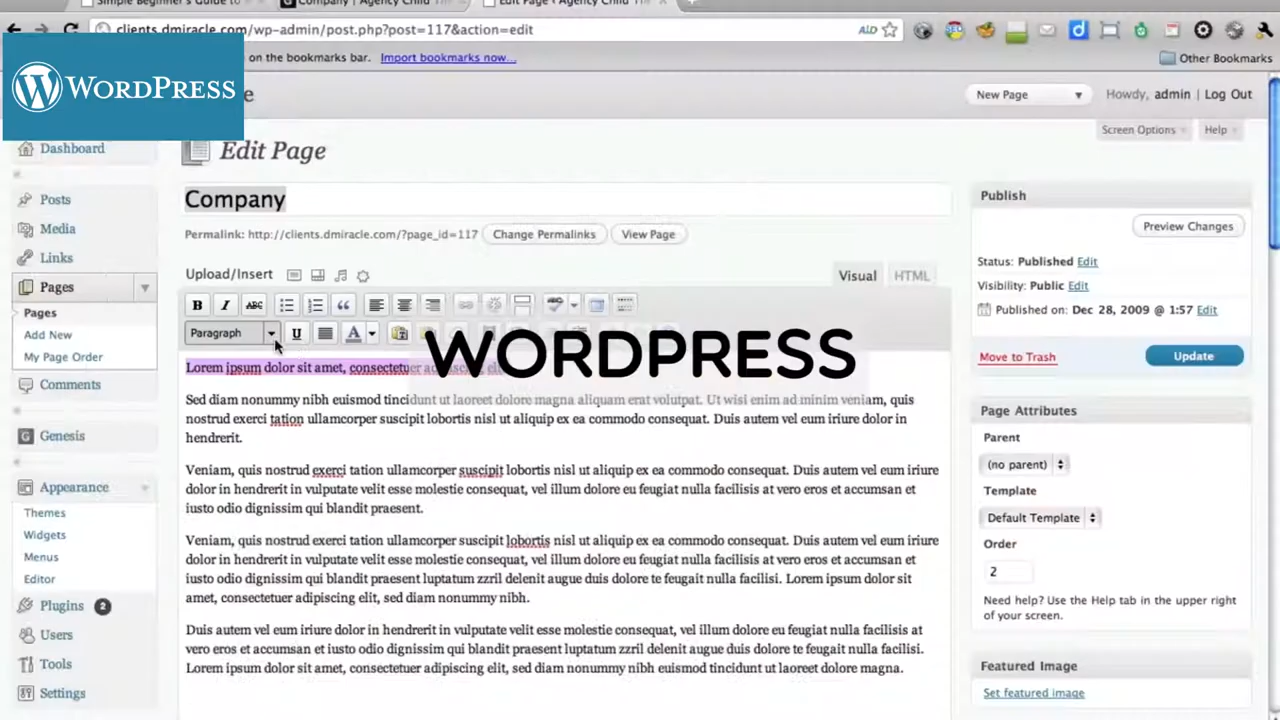 Simple Beginner's Guide to
Company | Agency Child
Edit Page ‹ Agency Child
clients.dmiracle.com/wp-admin/post.php?post=117&action=edit
on the bookmarks bar. Import bookmarks now...
Other Bookmarks
WORDPRESS
New Page
Howdy, admin | Log Out
Screen Options
Help
Dashboard
Edit Page
Posts
Media
Links
Pages
Pages
Add New
My Page Order
Comments
Genesis
Appearance
Themes
Widgets
Menus
Editor
Plugins 2
Users
Tools
Settings
Company
Permalink: http://clients.dmiracle.com/?page_id=117 Change Permalinks View Page
Upload/Insert
Visual HTML
B I ABC
Paragraph U A
WORDPRESS
Lorem ipsum dolor sit amet, consectetuer
Sed diam nonummy nibh euismod tincidunt ut laoreet dolore magna aliquam erat volutpat. Ut wisi enim ad minim veniam, quis
nostrud exerci tation ullamcorper suscipit lobortis nisl ut aliquip ex ea commodo consequat. Duis autem vel eum iriure dolor in
hendrerit.
Veniam, quis nostrud exerci tation ullamcorper suscipit lobortis nisl ut aliquip ex ea commodo consequat. Duis autem vel eum iriure
dolor in hendrerit in vulputate velit esse molestie consequat, vel illum dolore eu feugiat nulla facilisis at vero eros et accumsan et
iusto odio dignissim qui blandit praesent.
Veniam, quis nostrud exerci tation ullamcorper suscipit lobortis nisl ut aliquip ex ea commodo consequat. Duis autem vel eum iriure
dolor in hendrerit in vulputate velit esse molestie consequat, vel illum dolore eu feugiat nulla facilisis at vero eros et accumsan et
iusto odio dignissim qui blandit praesent luptatum zzril delenit augue duis dolore te feugait nulla facilisi. Lorem ipsum dolor sit
amet, consectetuer adipiscing elit, sed diam nonummy nibh.
Duis autem vel eum iriure dolor in hendrerit in vulputate velit esse molestie consequat, vel illum dolore eu feugiat nulla facilisis at
vero eros et accumsan et iusto odio dignissim qui blandit praesent luptatum zzril delenit augue duis dolore te feugait nulla facilisi.
Lorem ipsum dolor sit amet, consectetuer adipiscing elit, sed diam nonummy nibh euismod tincidunt ut laoreet dolore magna.
Publish
Preview Changes
Status: Published Edit
Visibility: Public Edit
Published on: Dec 28, 2009 @ 1:57 Edit
Move to Trash
Update
Page Attributes
Parent
(no parent)
Template
Default Template
Order
2
Need help? Use the Help tab in the upper right
of your screen.
Featured Image
Set featured image